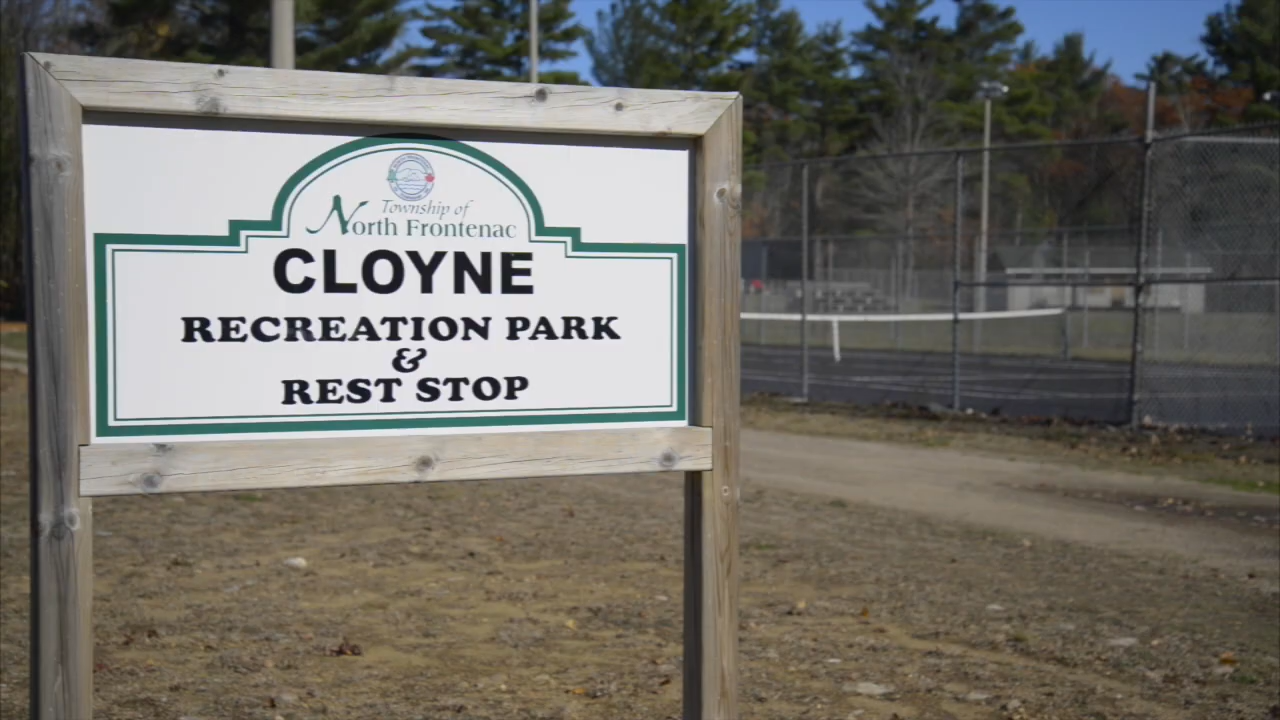 Township of
North Frontenac
CLOYNE
RECREATION PARK
&
REST STOP